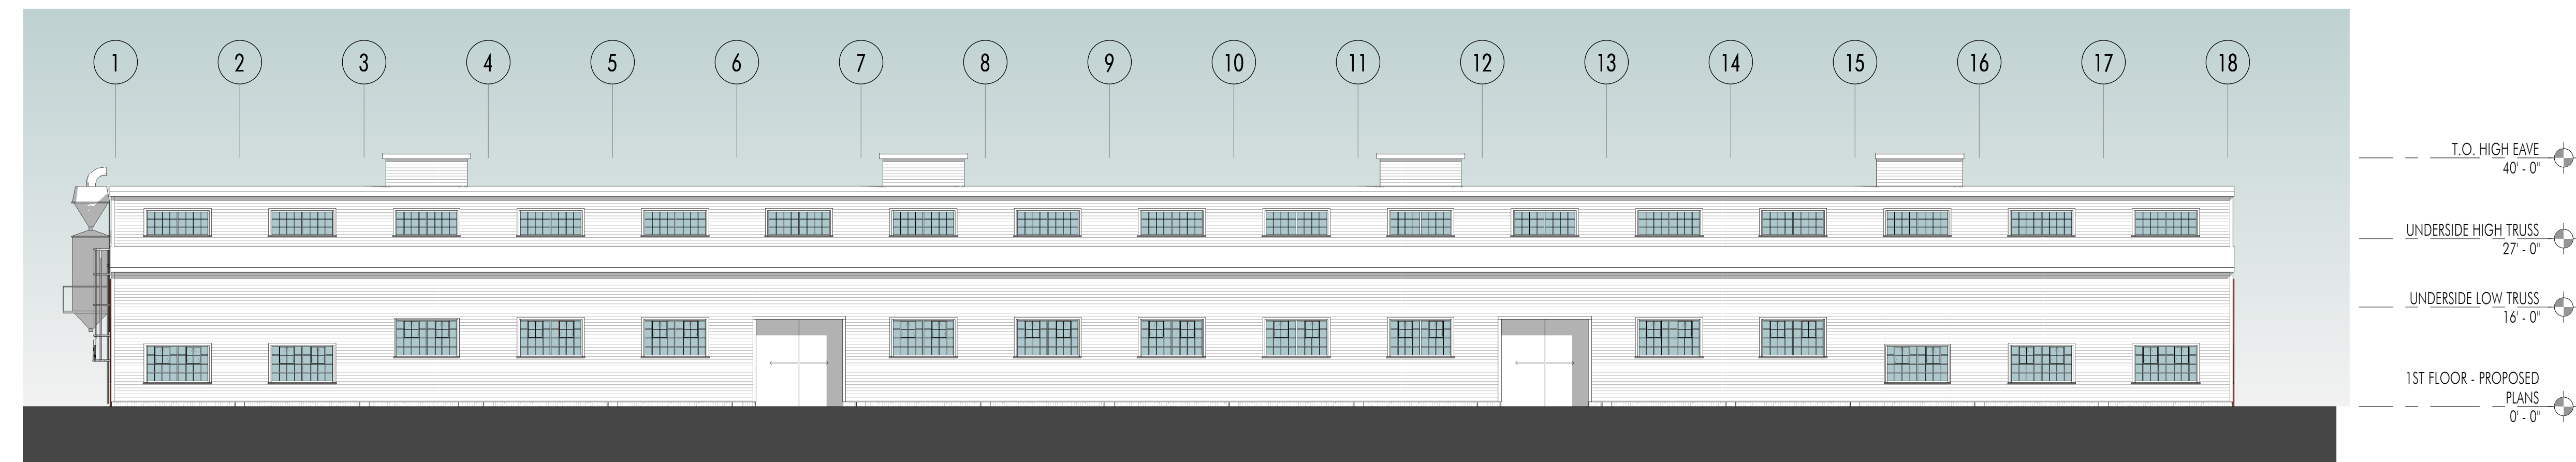 1 2 3 4 5 6 7 8 9 10 11 12 13 14 15 16 17 18
T.O. HIGH EAVE
40' - 0"
UNDERSIDE HIGH TRUSS
27' - 0"
UNDERSIDE LOW TRUSS
16' - 0"
1ST FLOOR - PROPOSED
PLANS
0' - 0"